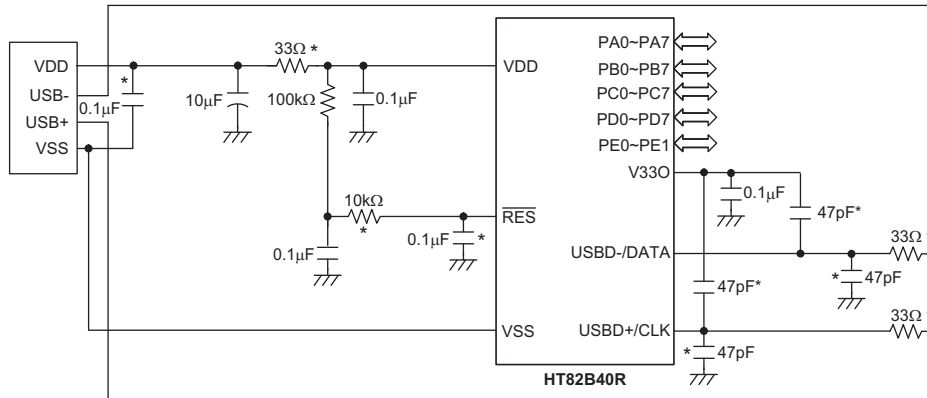 VDD
USB-
USB+
VSS
*
0.1µF
10µF
33Ω *
100kΩ
0.1µF
10kΩ
*
0.1µF
0.1µF
*
VDD
RES
VSS
PA0~PA7
PB0~PB7
PC0~PC7
PD0~PD7
PE0~PE1
V33O
USBD-/DATA
USBD+/CLK
HT82B40R
0.1µF
47pF*
33Ω
* 47pF
47pF*
33Ω
* 47pF